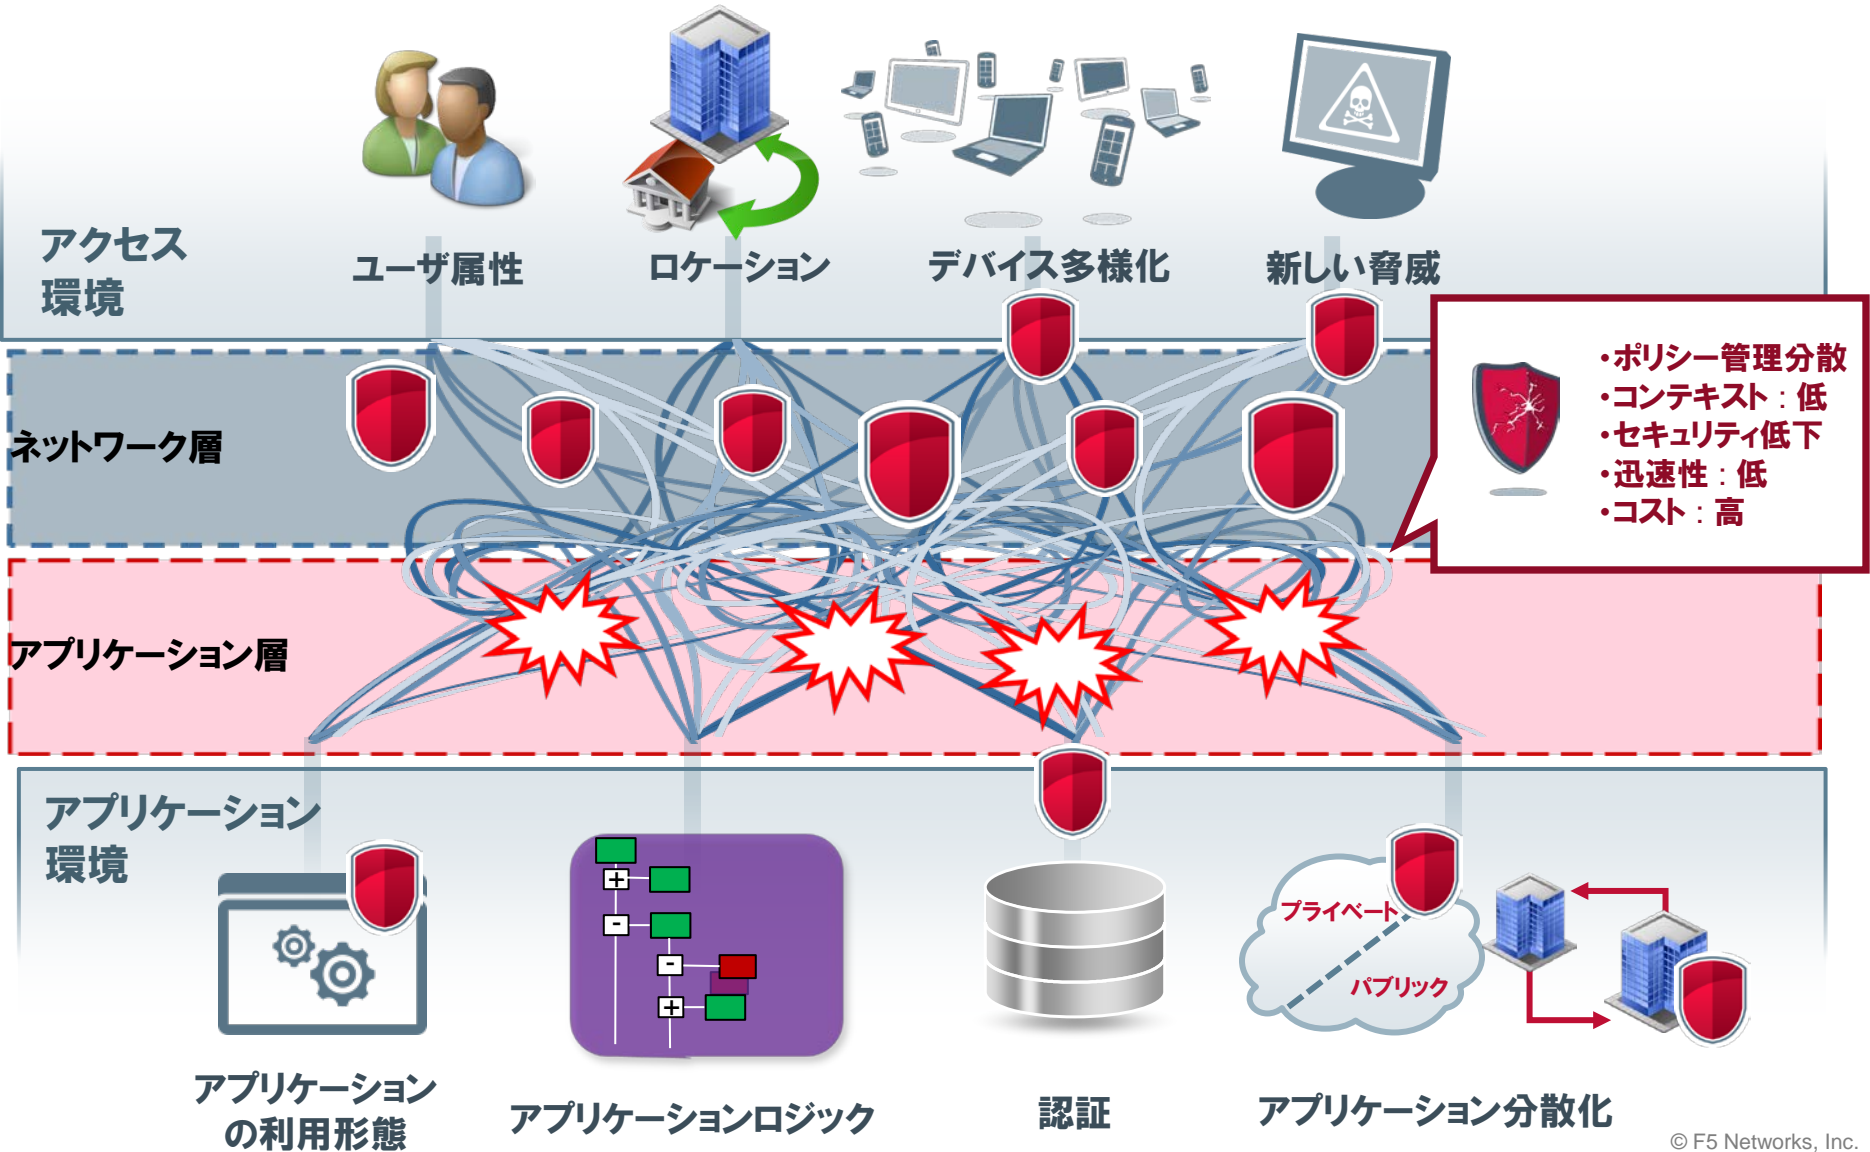 アクセス
環境
ユーザ属性
ロケーション
デバイス多様化
新しい脅威
ネットワーク層
・ポリシー管理分散
・コンテキスト：低
・セキュリティ低下
・迅速性：低
・コスト：高
アプリケーション層
アプリケーション
環境
+
-
-
+
プライベート
パブリック
アプリケーション
の利用形態
アプリケーションロジック
認証
アプリケーション分散化
© F5 Networks, Inc.